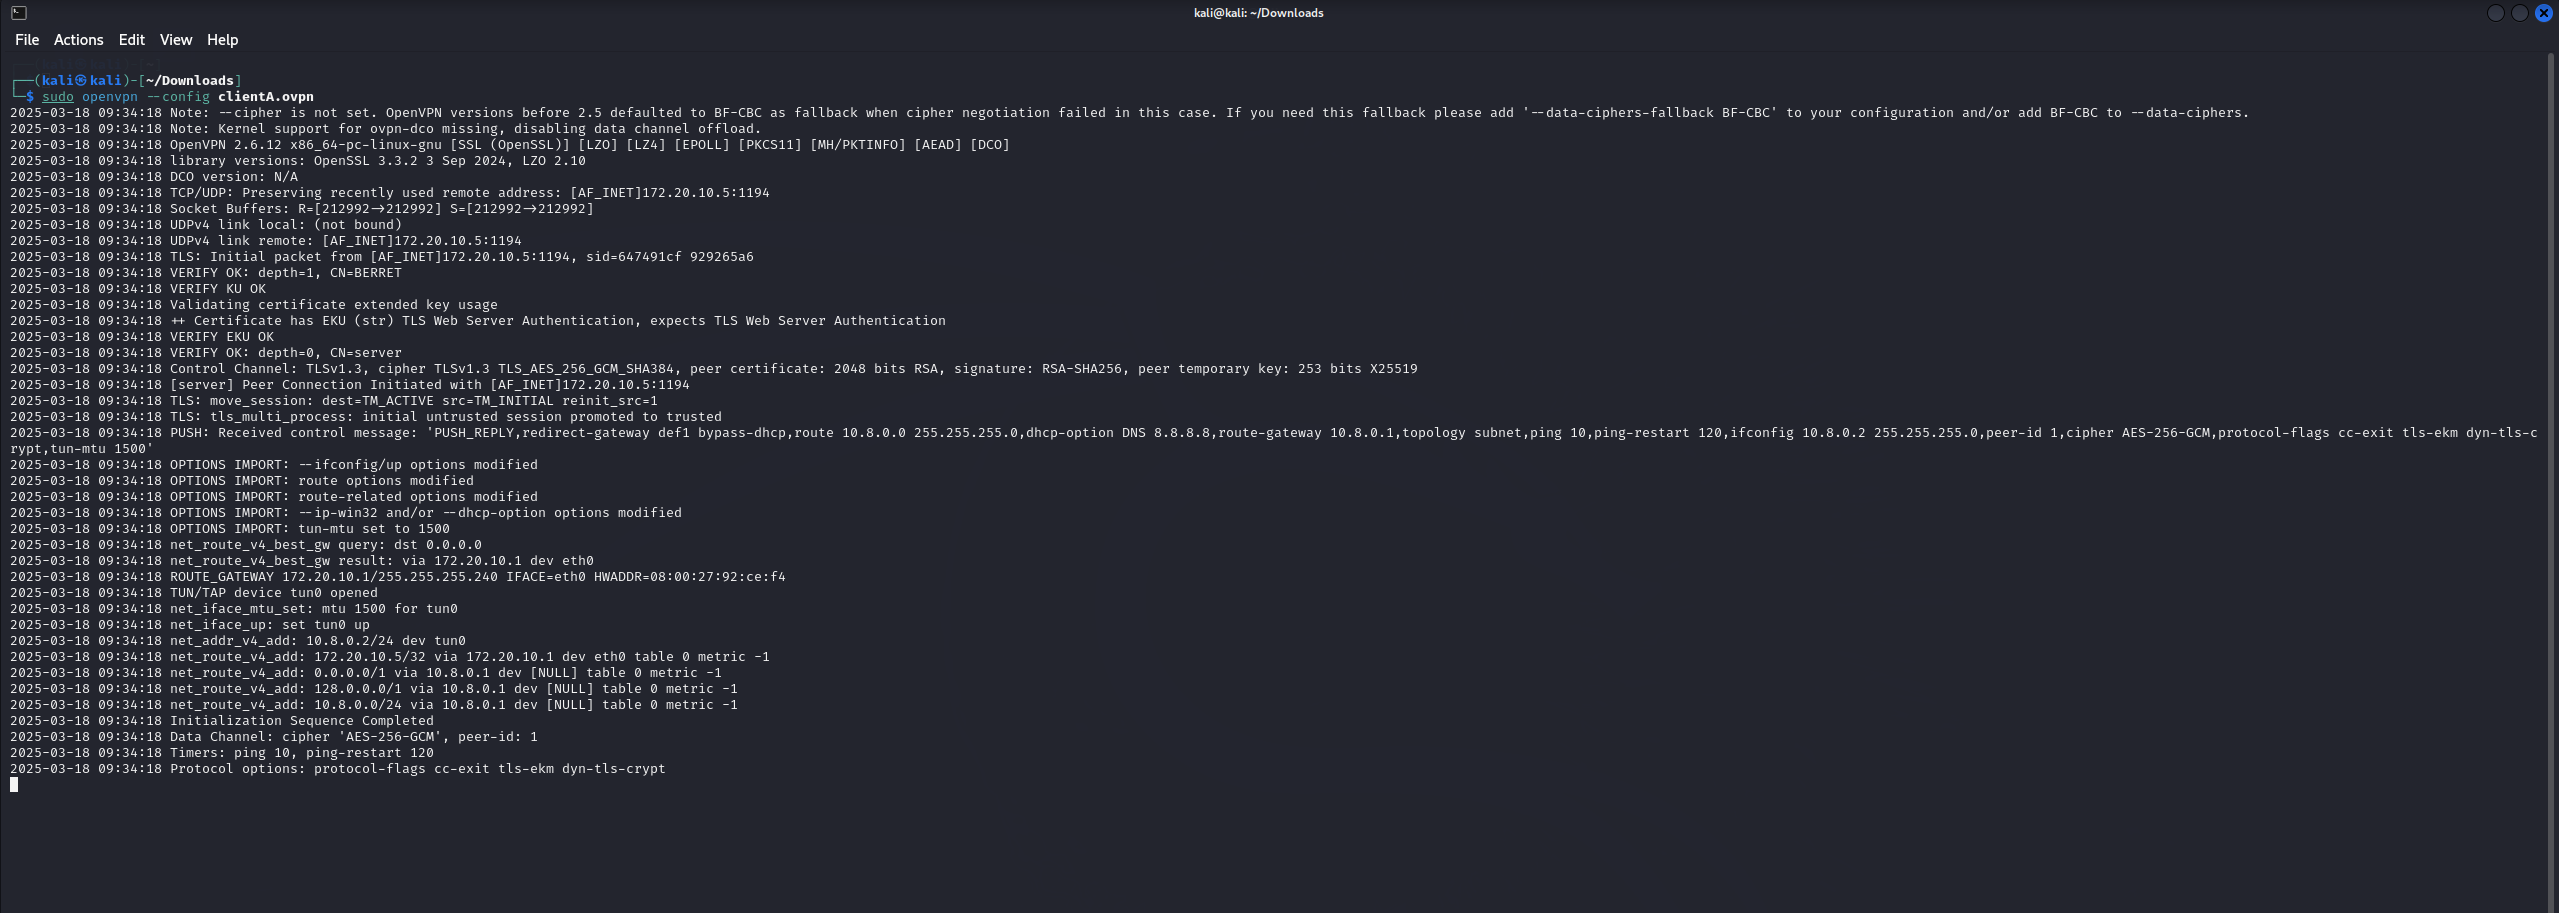 kali@kali: ~/Downloads
File Actions Edit View Help
┌──(kali㉿kali)-[~/Downloads]
└─$ sudo openvpn --config clientA.ovpn
2025-03-18 09:34:18 Note: --cipher is not set. OpenVPN versions before 2.5 defaulted to BF-CBC as fallback when cipher negotiation failed in this case. If you need this fallback please add '--data-ciphers-fallback BF-CBC' to your configuration and/or add BF-CBC to --data-ciphers.
2025-03-18 09:34:18 Note: Kernel support for ovpn-dco missing, disabling data channel offload.
2025-03-18 09:34:18 OpenVPN 2.6.12 x86_64-pc-linux-gnu [SSL (OpenSSL)] [LZO] [LZ4] [EPOLL] [PKCS11] [MH/PKTINFO] [AEAD] [DCO]
2025-03-18 09:34:18 library versions: OpenSSL 3.3.2 3 Sep 2024, LZO 2.10
2025-03-18 09:34:18 DCO version: N/A
2025-03-18 09:34:18 TCP/UDP: Preserving recently used remote address: [AF_INET]172.20.10.5:1194
2025-03-18 09:34:18 Socket Buffers: R=[212992->212992] S=[212992->212992]
2025-03-18 09:34:18 UDPv4 link local: (not bound)
2025-03-18 09:34:18 UDPv4 link remote: [AF_INET]172.20.10.5:1194
2025-03-18 09:34:18 TLS: Initial packet from [AF_INET]172.20.10.5:1194, sid=647491cf 929265a6
2025-03-18 09:34:18 VERIFY OK: depth=1, CN=BERRET
2025-03-18 09:34:18 VERIFY KU OK
2025-03-18 09:34:18 Validating certificate extended key usage
2025-03-18 09:34:18 ++ Certificate has EKU (str) TLS Web Server Authentication, expects TLS Web Server Authentication
2025-03-18 09:34:18 VERIFY EKU OK
2025-03-18 09:34:18 VERIFY OK: depth=0, CN=server
2025-03-18 09:34:18 Control Channel: TLSv1.3, cipher TLSv1.3 TLS_AES_256_GCM_SHA384, peer certificate: 2048 bits RSA, signature: RSA-SHA256, peer temporary key: 253 bits X25519
2025-03-18 09:34:18 [server] Peer Connection Initiated with [AF_INET]172.20.10.5:1194
2025-03-18 09:34:18 TLS: move_session: dest=TM_ACTIVE src=TM_INITIAL reinit_src=1
2025-03-18 09:34:18 TLS: tls_multi_process: initial untrusted session promoted to trusted
2025-03-18 09:34:18 PUSH: Received control message: 'PUSH_REPLY,redirect-gateway def1 bypass-dhcp,route 10.8.0.0 255.255.255.0,dhcp-option DNS 8.8.8.8,route-gateway 10.8.0.1,topology subnet,ping 10,ping-restart 120,ifconfig 10.8.0.2 255.255.255.0,peer-id 1,cipher AES-256-GCM,protocol-flags cc-exit tls-ekm dyn-tls-c
rypt,tun-mtu 1500'
2025-03-18 09:34:18 OPTIONS IMPORT: --ifconfig/up options modified
2025-03-18 09:34:18 OPTIONS IMPORT: route options modified
2025-03-18 09:34:18 OPTIONS IMPORT: route-related options modified
2025-03-18 09:34:18 OPTIONS IMPORT: --ip-win32 and/or --dhcp-option options modified
2025-03-18 09:34:18 OPTIONS IMPORT: tun-mtu set to 1500
2025-03-18 09:34:18 net_route_v4_best_gw query: dst 0.0.0.0
2025-03-18 09:34:18 net_route_v4_best_gw result: via 172.20.10.1 dev eth0
2025-03-18 09:34:18 ROUTE_GATEWAY 172.20.10.1/255.255.255.240 IFACE=eth0 HWADDR=08:00:27:92:ce:f4
2025-03-18 09:34:18 TUN/TAP device tun0 opened
2025-03-18 09:34:18 net_iface_mtu_set: mtu 1500 for tun0
2025-03-18 09:34:18 net_iface_up: set tun0 up
2025-03-18 09:34:18 net_addr_v4_add: 10.8.0.2/24 dev tun0
2025-03-18 09:34:18 net_route_v4_add: 172.20.10.5/32 via 172.20.10.1 dev eth0 table 0 metric -1
2025-03-18 09:34:18 net_route_v4_add: 0.0.0.0/1 via 10.8.0.1 dev [NULL] table 0 metric -1
2025-03-18 09:34:18 net_route_v4_add: 128.0.0.0/1 via 10.8.0.1 dev [NULL] table 0 metric -1
2025-03-18 09:34:18 net_route_v4_add: 10.8.0.0/24 via 10.8.0.1 dev [NULL] table 0 metric -1
2025-03-18 09:34:18 Initialization Sequence Completed
2025-03-18 09:34:18 Data Channel: cipher 'AES-256-GCM', peer-id: 1
2025-03-18 09:34:18 Timers: ping 10, ping-restart 120
2025-03-18 09:34:18 Protocol options: protocol-flags cc-exit tls-ekm dyn-tls-crypt